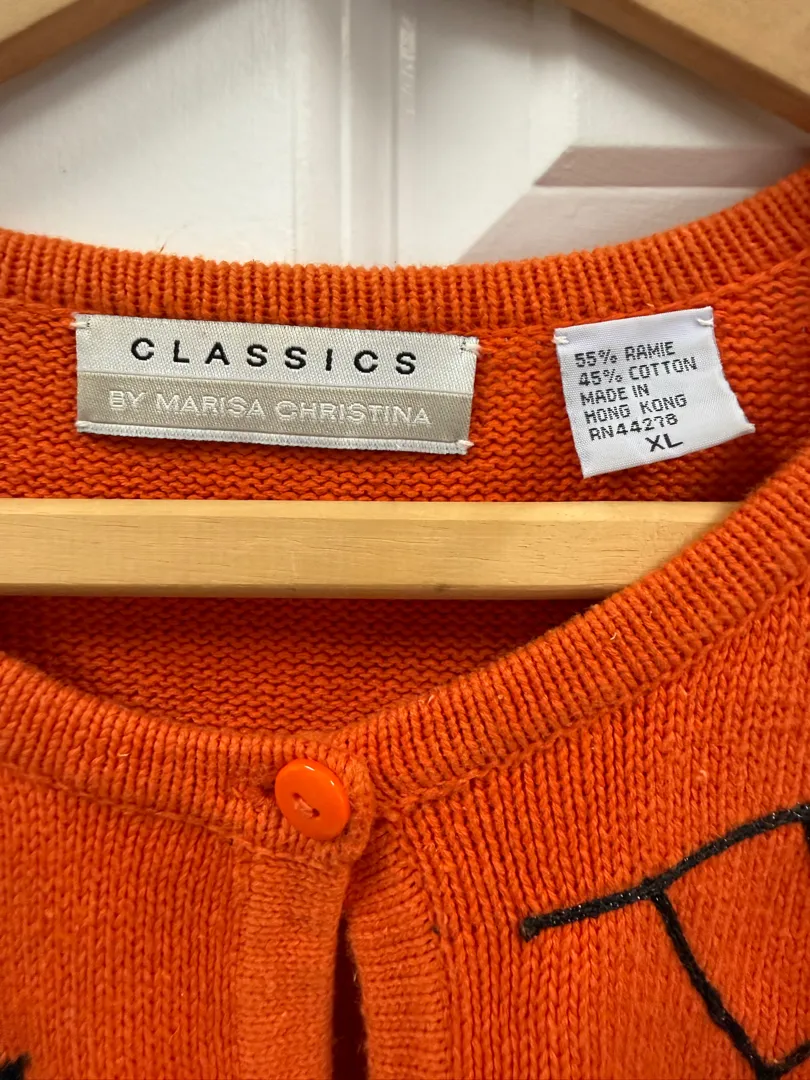 CLASSICS
BY MARISA CHRISTINA
55% RAMIE
45% COTTON
MADE IN
HONG KONG
RN44278
XL